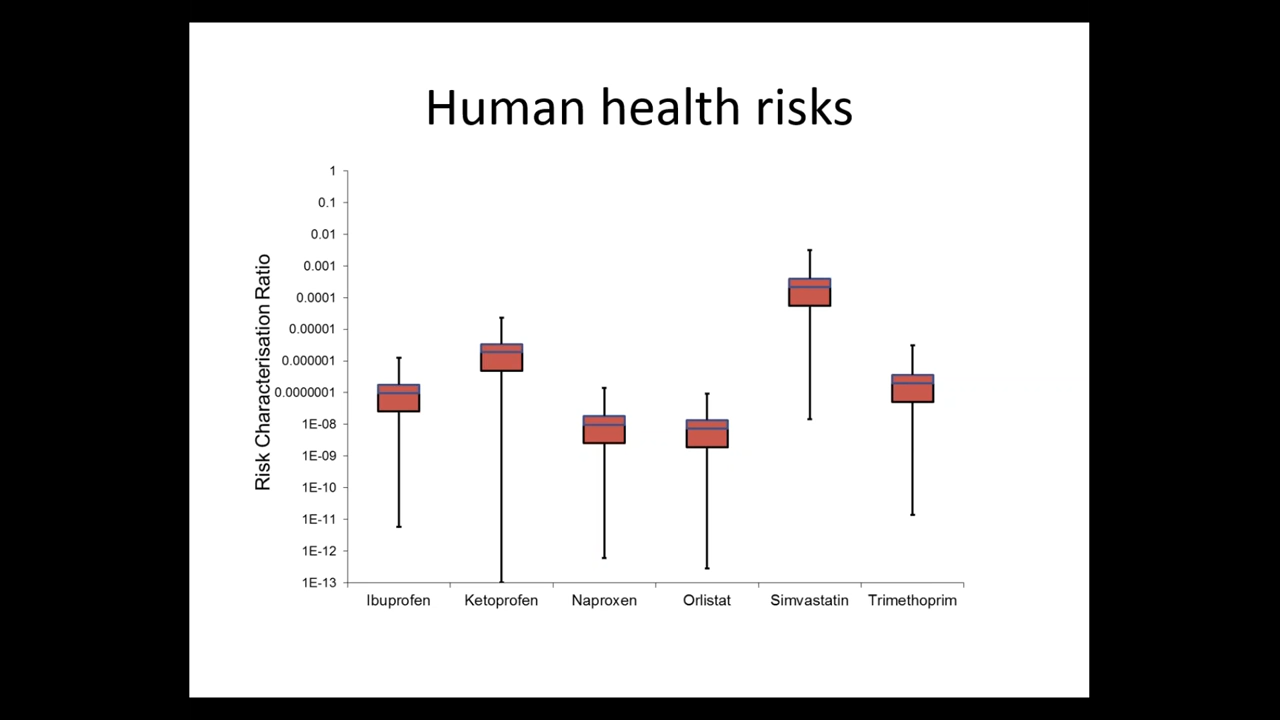 Human health risks
Risk Characterisation Ratio
1
0.1
0.01
0.001
0.0001
0.00001
0.000001
0.0000001
1E-08
1E-09
1E-10
1E-11
1E-12
1E-13
Ibuprofen Ketoprofen Naproxen Orlistat Simvastatin Trimethoprim